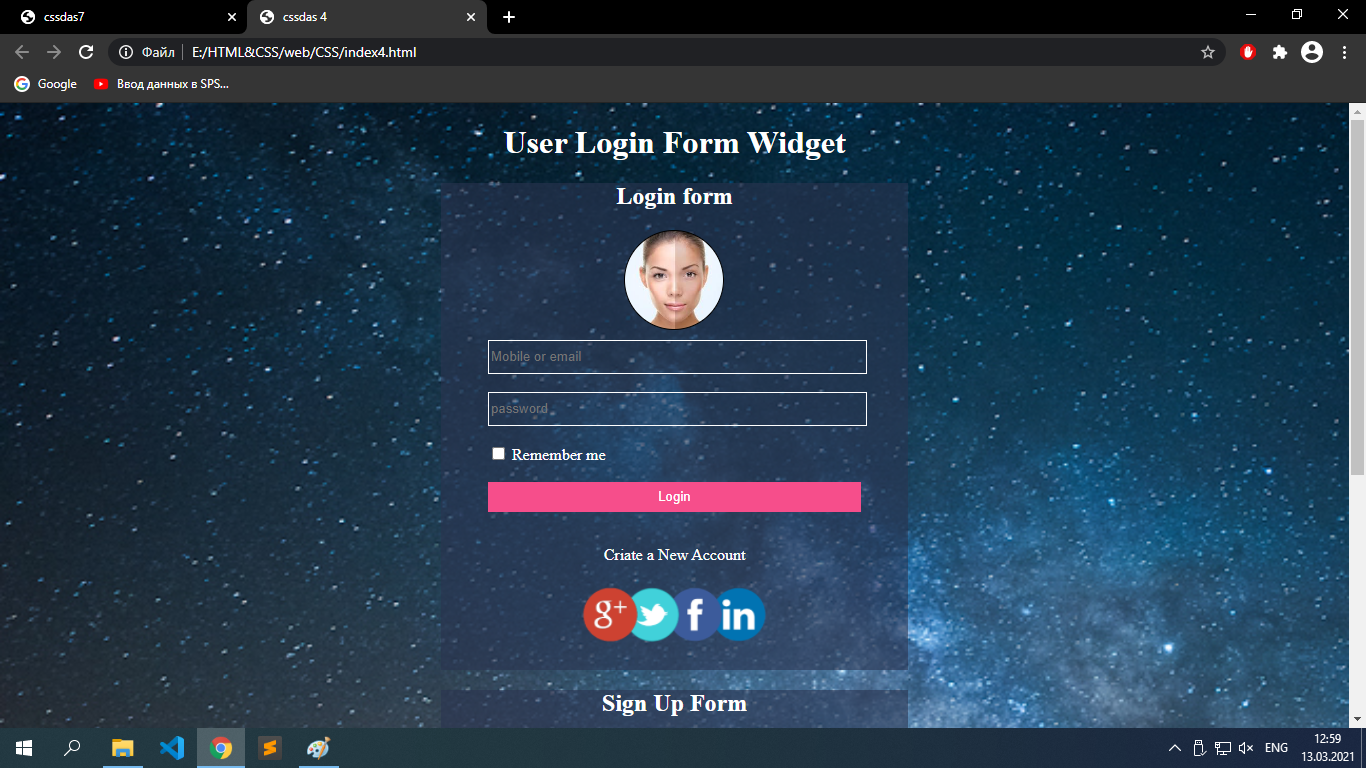 cssdas7
cssdas 4
Файл
E:/HTML&CSS/web/CSS/index4.html
Google
Ввод данных в SPS...
User Login Form Widget
Login form
Mobile or email
password
Remember me
Login
Criate a New Account
g+ f in
Sign Up Form
ENG
12:59
13.03.2021